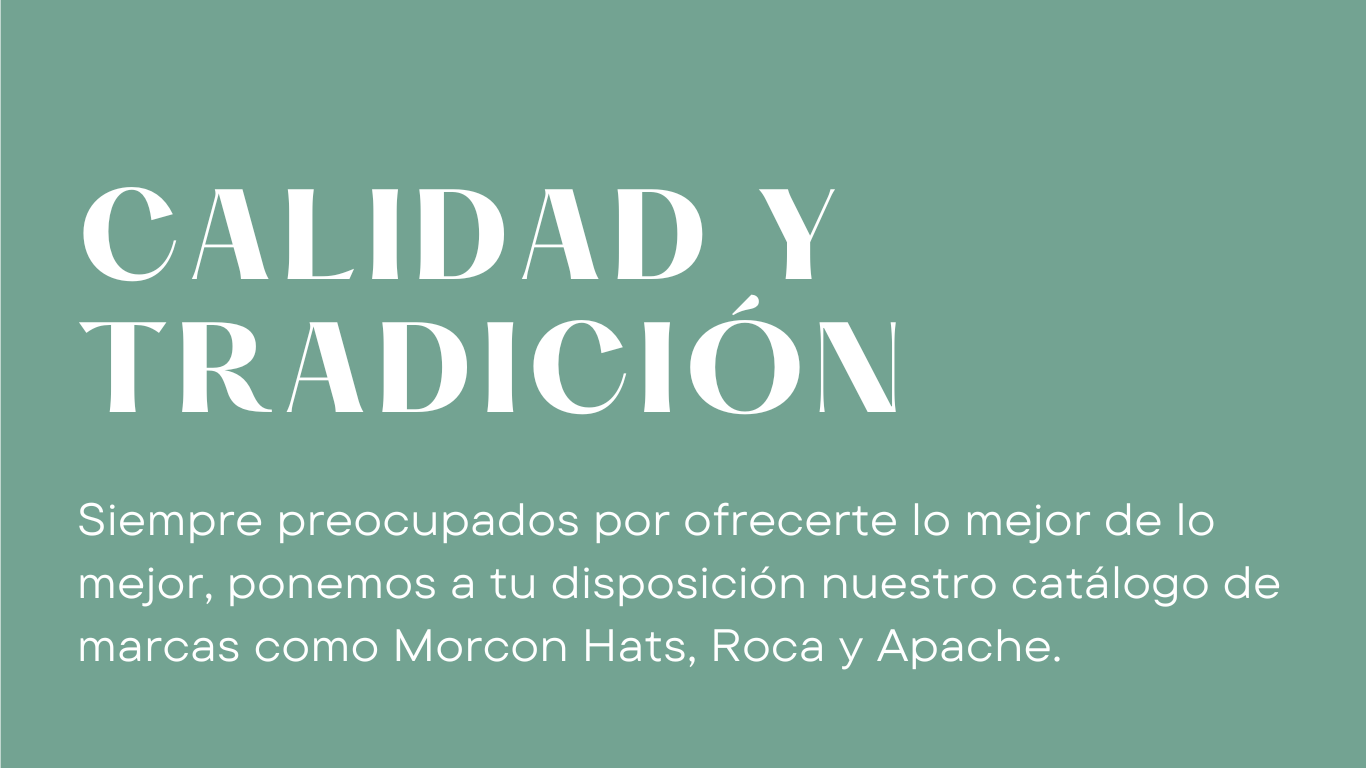 CALIDAD Y
TRADICIÓN
Siempre preocupados por ofrecerte lo mejor de lo
mejor, ponemos a tu disposición nuestro catálogo de
marcas como Morcon Hats, Roca y Apache.